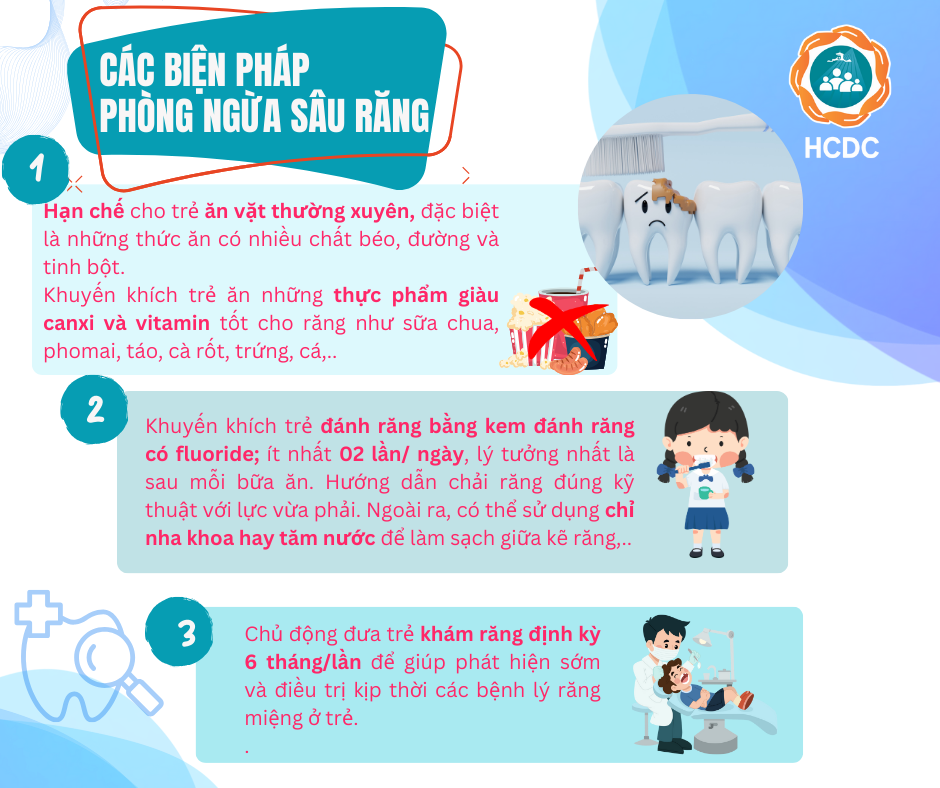 CÁC BIỆN PHÁP
PHÒNG NGỪA SÂU RĂNG
HCDC
1
Hạn chế cho trẻ ăn vặt thường xuyên, đặc biệt
là những thức ăn có nhiều chất béo, đường và
tinh bột.
Khuyến khích trẻ ăn những thực phẩm giàu
canxi và vitamin tốt cho răng như sữa chua,
phomai, táo, cà rốt, trứng, cá,..
2
Khuyến khích trẻ đánh răng bằng kem đánh răng
có fluoride; ít nhất 02 lần/ ngày, lý tưởng nhất là
sau mỗi bữa ăn. Hướng dẫn chải răng đúng kỹ
thuật với lực vừa phải. Ngoài ra, có thể sử dụng chỉ
nha khoa hay tăm nước để làm sạch giữa kẽ răng,..
3
Chủ động đưa trẻ khám răng định kỳ
6 tháng/lần để giúp phát hiện sớm
và điều trị kịp thời các bệnh lý răng
miệng ở trẻ.
.